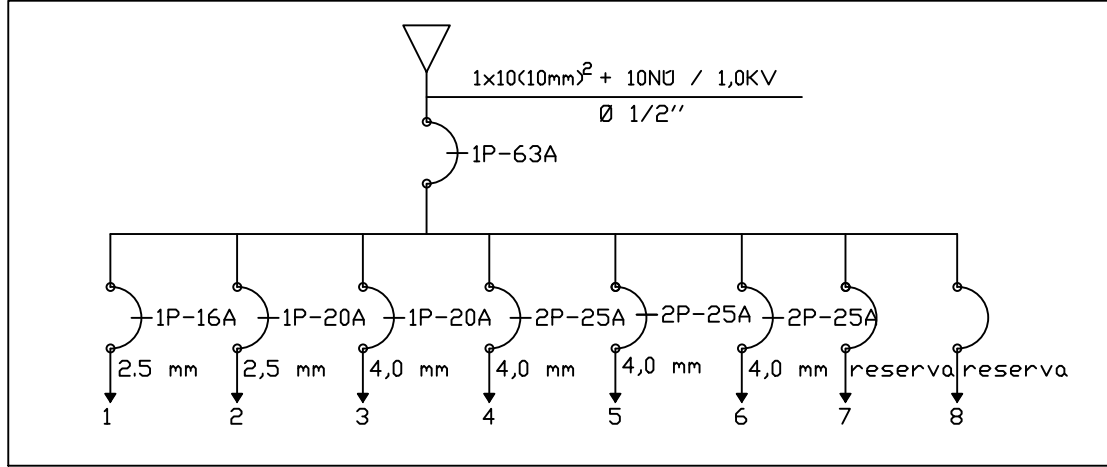 1x10(10mm)² + 10NU / 1,0KV
Ø 1/2''
1P-63A
1P-16A 1P-20A 1P-20A 2P-25A 2P-25A 2P-25A
2.5 mm 2,5 mm 4,0 mm 4,0 mm 4,0 mm 4,0 mm reserva reserva
1 2 3 4 5 6 7 8